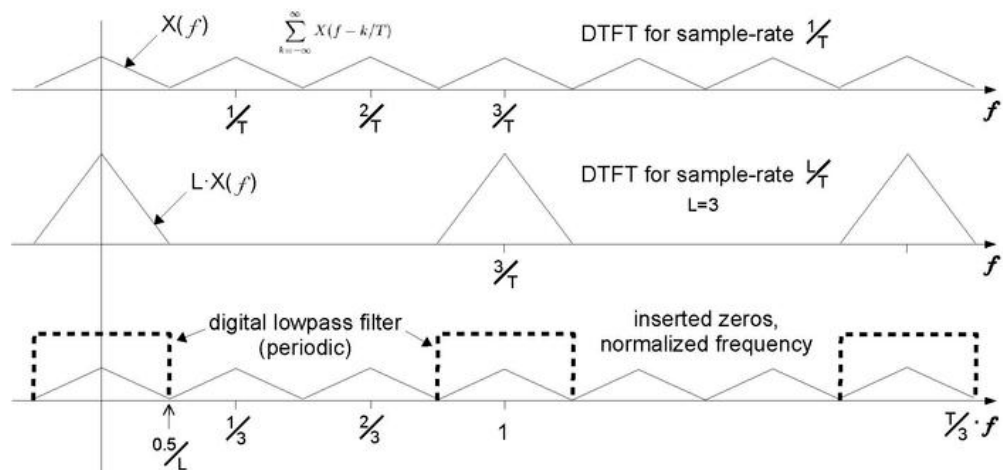 X(f)
∞
∑ X(f − k/T)
k=−∞
DTFT for sample-rate 1/T
1/T
2/T
3/T
f
L·X(f)
DTFT for sample-rate L/T
L=3
3/T
f
digital lowpass filter
(periodic)
inserted zeros,
normalized frequency
0.5/L
1/3
2/3
1
T/3 · f